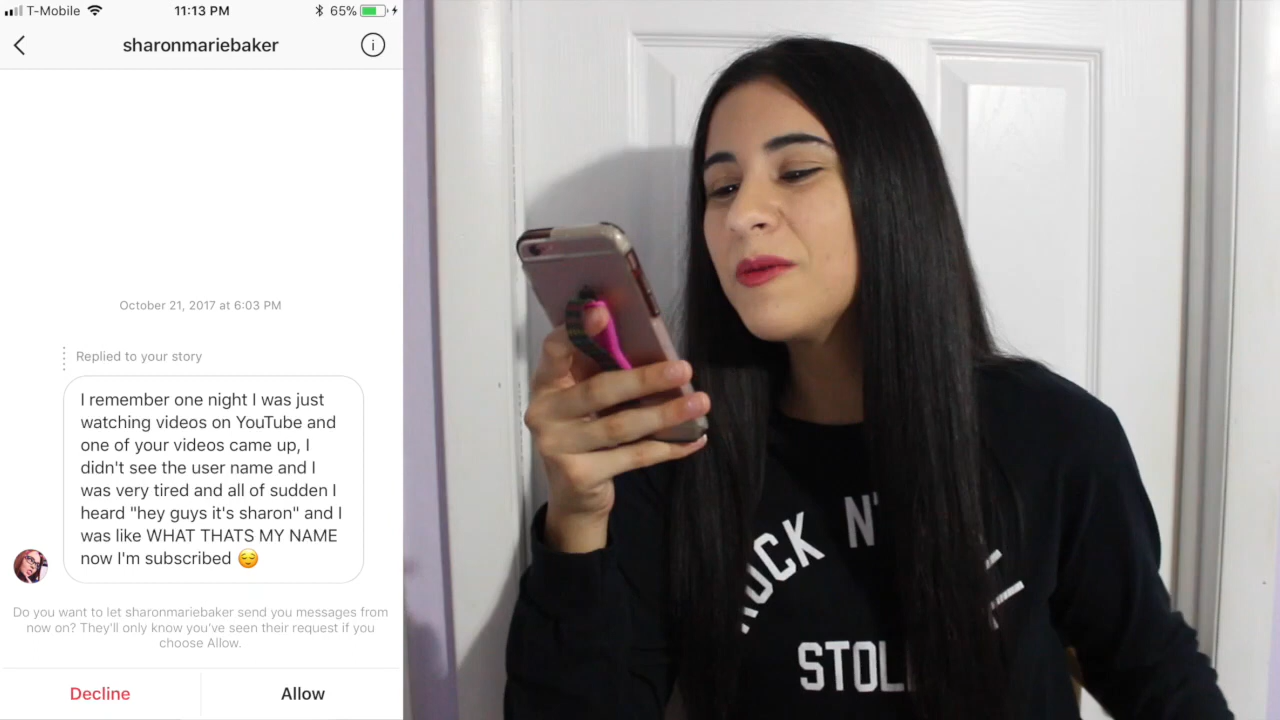 T-Mobile 11:13 PM 65%
sharonmariebaker
October 21, 2017 at 6:03 PM
Replied to your story
I remember one night I was just
watching videos on YouTube and
one of your videos came up, I
didn't see the user name and I
was very tired and all of sudden I
heard "hey guys it's sharon" and I
was like WHAT THATS MY NAME
now I'm subscribed 😌
Do you want to let sharonmariebaker send you messages from
now on? They'll only know you've seen their request if you
choose Allow.
Decline Allow
STOL